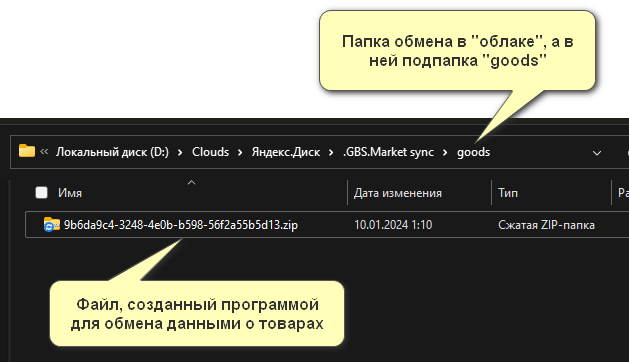 Папка обмена в "облаке", а в
ней подпапка "goods"
« Локальный диск (D:) > Clouds > Яндекс.Диск > .GBS.Market sync > goods
Имя Дата изменения Тип Ра
9b6da9c4-3248-4e0b-b598-56f2a55b5d13.zip 10.01.2024 1:10 Сжатая ZIP-папка
Файл, созданный программой
для обмена данными о товарах